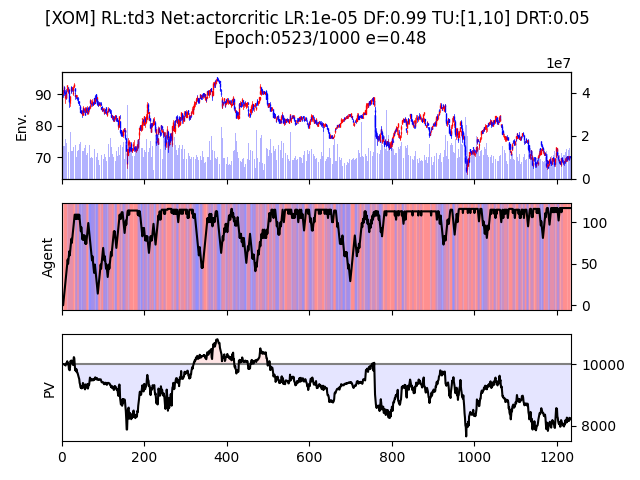 [XOM] RL:td3 Net:actorcritic LR:1e-05 DF:0.99 TU:[1,10] DRT:0.05
Epoch:0523/1000 e=0.48
1e7
Env.
90
80
70
4
2
0
Agent
100
50
0
PV
10000
8000
0 200 400 600 800 1000 1200